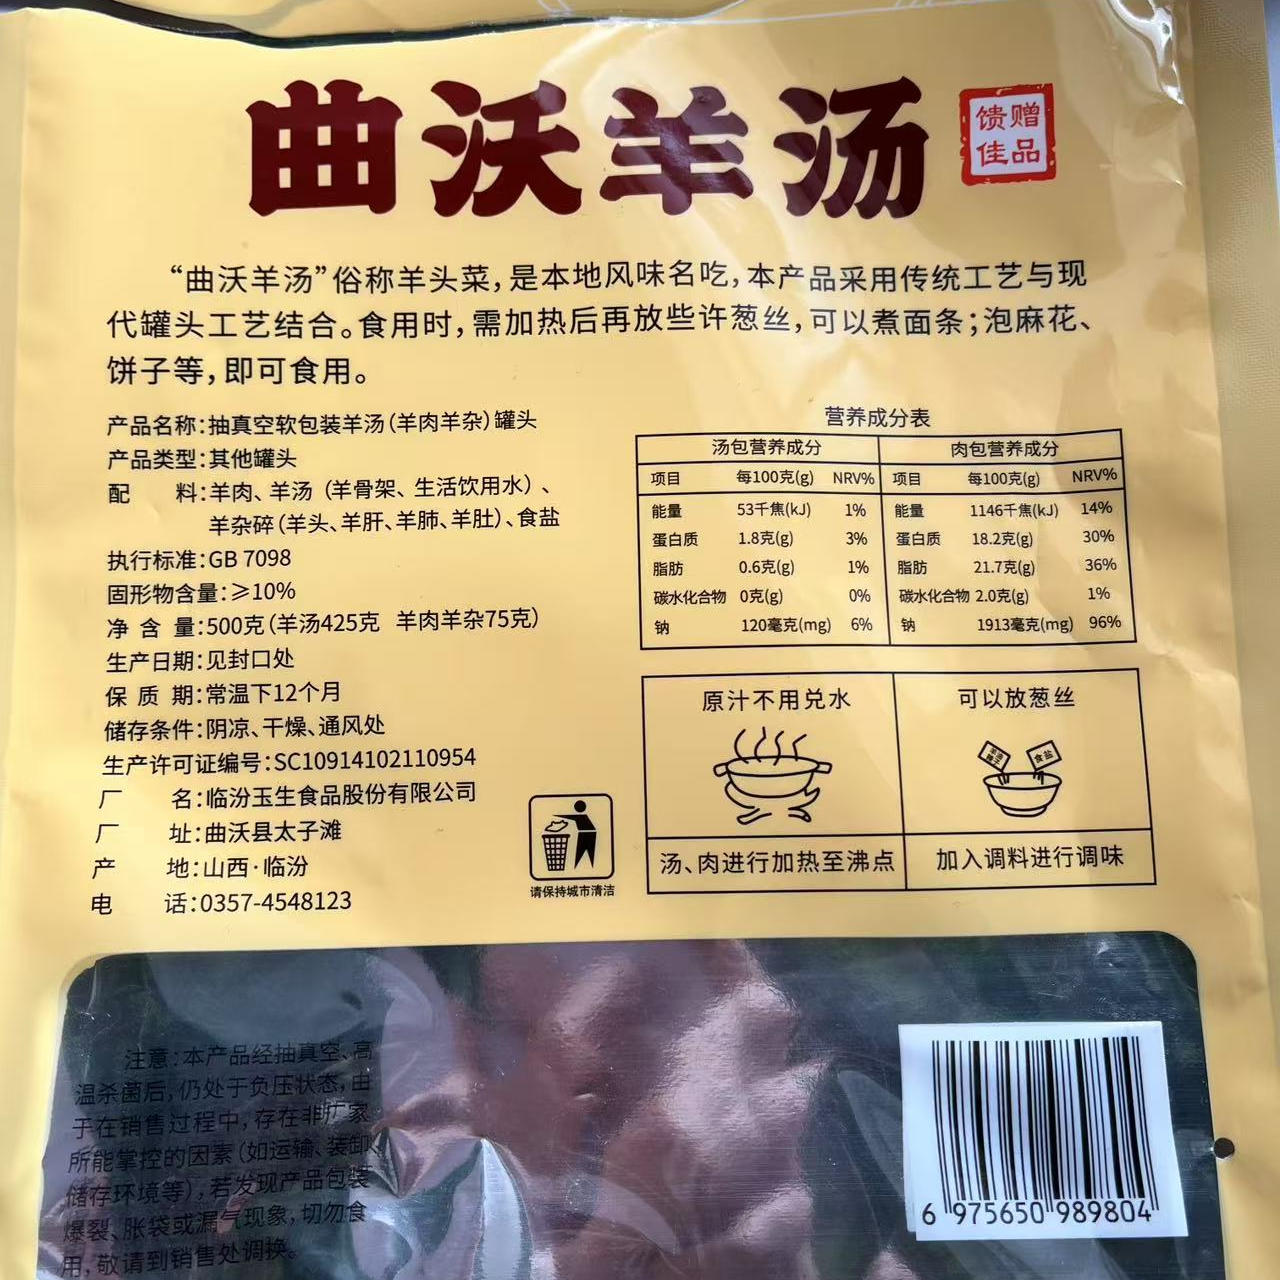 曲沃羊汤
馈赠
佳品
“曲沃羊汤”俗称羊头菜，是本地风味名吃，本产品采用传统工艺与现
代罐头工艺结合。食用时，需加热后再放些许葱丝，可以煮面条；泡麻花、
饼子等，即可食用。
产品名称：抽真空软包装羊汤（羊肉羊杂）罐头
产品类型：其他罐头
配 料：羊肉、羊汤（羊骨架、生活饮用水）、
羊杂碎（羊头、羊肝、羊肺、羊肚）、食盐
执行标准：GB 7098
固形物含量：≥10%
净 含 量：500克（羊汤425克 羊肉羊杂75克）
生产日期：见封口处
保 质 期：常温下12个月
储存条件：阴凉、干燥、通风处
生产许可证编号：SC10914102110954
厂 名：临汾玉生食品股份有限公司
厂 址：曲沃县太子滩
产 地：山西·临汾
电 话：0357-4548123
营养成分表
汤包营养成分 肉包营养成分
项目 每100克(g) NRV% 项目 每100克(g) NRV%
能量 53千焦(kJ) 1% 能量 1146千焦(kJ) 14%
蛋白质 1.8克(g) 3% 蛋白质 18.2克(g) 30%
脂肪 0.6克(g) 1% 脂肪 21.7克(g) 36%
碳水化合物 0克(g) 0% 碳水化合物 2.0克(g) 1%
钠 120毫克(mg) 6% 钠 1913毫克(mg) 96%
原汁不用兑水 可以放葱丝
食盐
汤、肉进行加热至沸点 加入调料进行调味
请保持城市清洁
注意：本产品经抽真空、高
温杀菌后，仍处于负压状态，由
于在销售过程中，存在非厂家
所能掌控的因素（如运输、装卸、
储存环境等），若发现产品包装
爆裂、胀袋或漏气现象，切勿食
用，敬请到销售处调换。
6 975650 989804